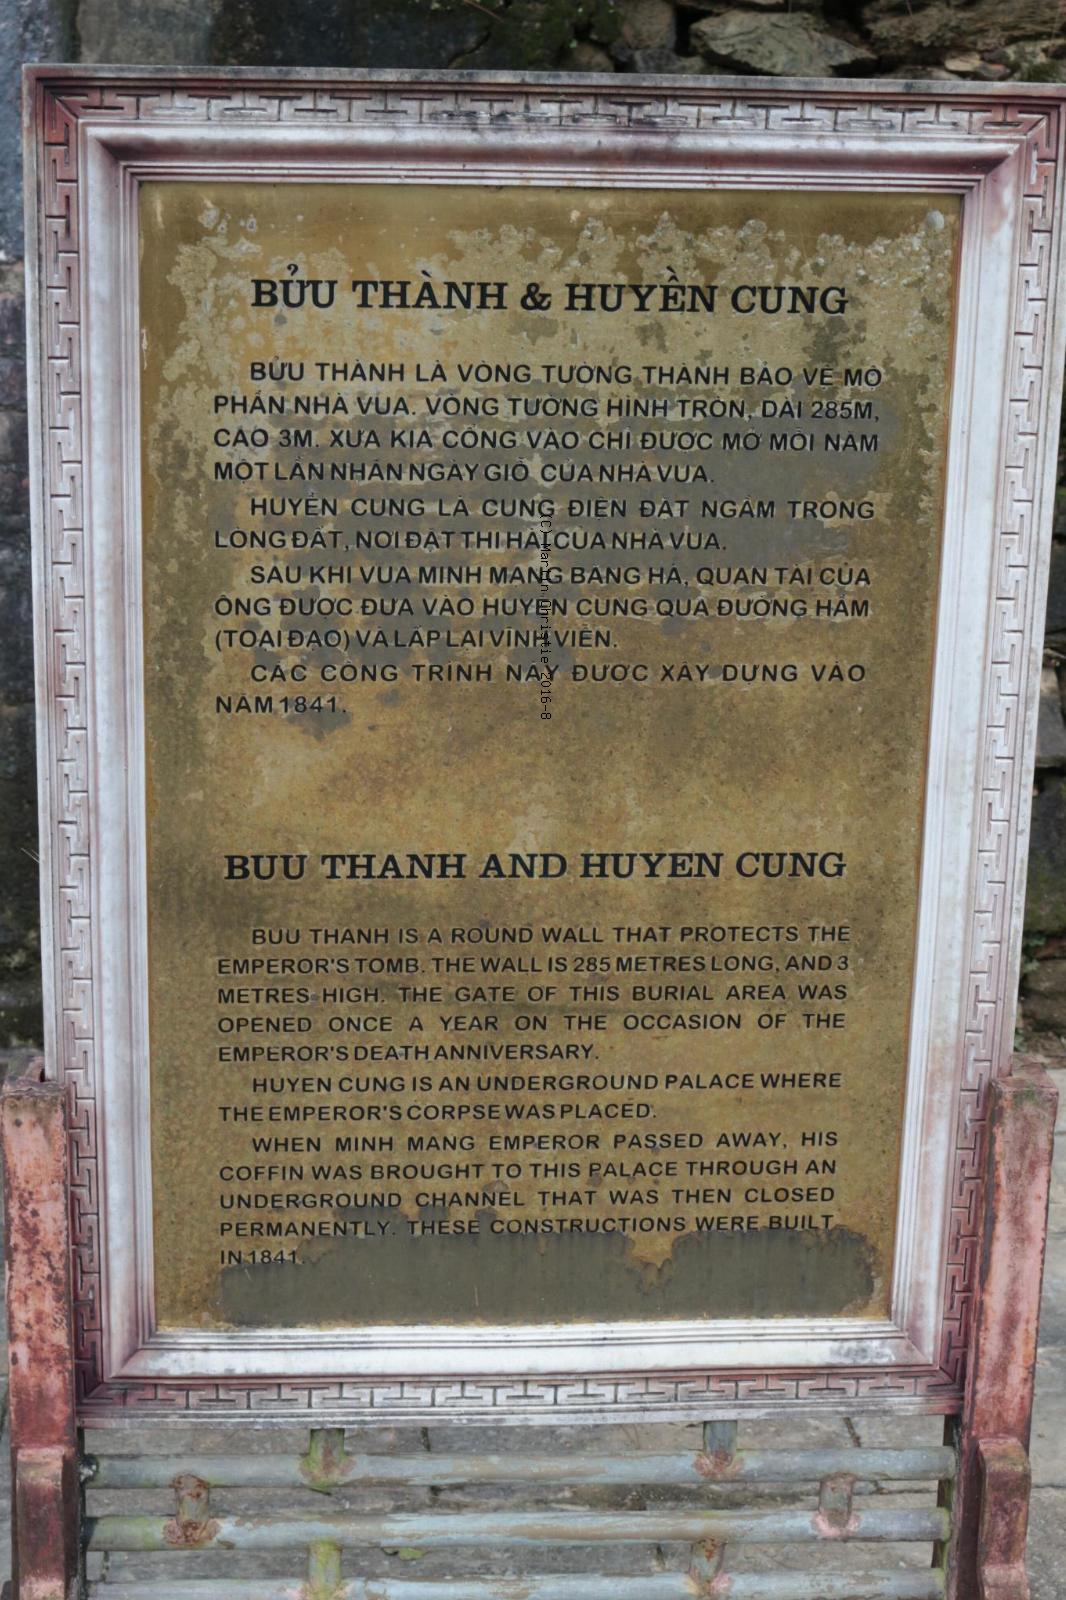 BỬU THÀNH & HUYỀN CUNG
BỬU THÀNH LÀ VÒNG TƯỜNG THÀNH BẢO VỆ MỘ
PHẦN NHÀ VUA. VÒNG TƯỜNG HÌNH TRÒN, DÀI 285M,
CAO 3M. XƯA KIA CỔNG VÀO CHỈ ĐƯỢC MỞ MỖI NĂM
MỘT LẦN NHÂN NGÀY GIỖ CỦA NHÀ VUA.
HUYỀN CUNG LÀ CUNG ĐIỆN ĐẶT NGẦM TRONG
LÒNG ĐẤT, NƠI ĐẶT THI HÀI CỦA NHÀ VUA.
SAU KHI VUA MINH MẠNG BĂNG HÀ, QUAN TÀI CỦA
ÔNG ĐƯỢC ĐƯA VÀO HUYỀN CUNG QUA ĐƯỜNG HẦM
(TOẠI ĐẠO) VÀ LẤP LẠI VĨNH VIỄN.
CÁC CÔNG TRÌNH NÀY ĐƯỢC XÂY DỰNG VÀO
NĂM 1841.
(C) Martin Christie 2016-8
BUU THANH AND HUYEN CUNG
BUU THANH IS A ROUND WALL THAT PROTECTS THE
EMPEROR'S TOMB. THE WALL IS 285 METRES LONG, AND 3
METRES HIGH. THE GATE OF THIS BURIAL AREA WAS
OPENED ONCE A YEAR ON THE OCCASION OF THE
EMPEROR'S DEATH ANNIVERSARY.
HUYEN CUNG IS AN UNDERGROUND PALACE WHERE
THE EMPEROR'S CORPSE WAS PLACED.
WHEN MINH MANG EMPEROR PASSED AWAY, HIS
COFFIN WAS BROUGHT TO THIS PALACE THROUGH AN
UNDERGROUND CHANNEL THAT WAS THEN CLOSED
PERMANENTLY. THESE CONSTRUCTIONS WERE BUILT
IN 1841.